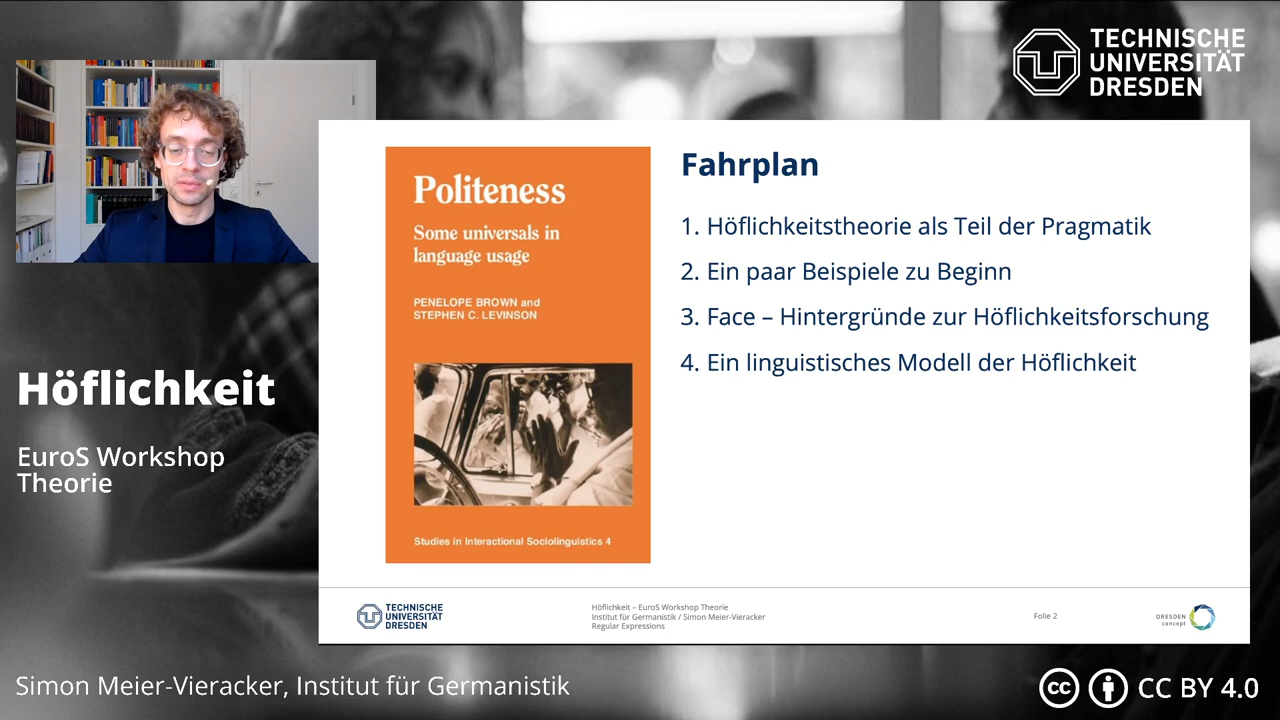 TECHNISCHE
UNIVERSITÄT
DRESDEN
Höflichkeit
EuroS Workshop
Theorie
Politeness
Some universals in
language usage
PENELOPE BROWN and
STEPHEN C. LEVINSON
Studies in Interactional Sociolinguistics 4
Fahrplan
1. Höflichkeitstheorie als Teil der Pragmatik
2. Ein paar Beispiele zu Beginn
3. Face – Hintergründe zur Höflichkeitsforschung
4. Ein linguistisches Modell der Höflichkeit
TECHNISCHE
UNIVERSITÄT
DRESDEN
Höflichkeit – EuroS Workshop Theorie
Institut für Germanistik / Simon Meier-Vieracker
Regular Expressions
Folie 2
DRESDEN
concept
Simon Meier-Vieracker, Institut für Germanistik
cc CC BY 4.0